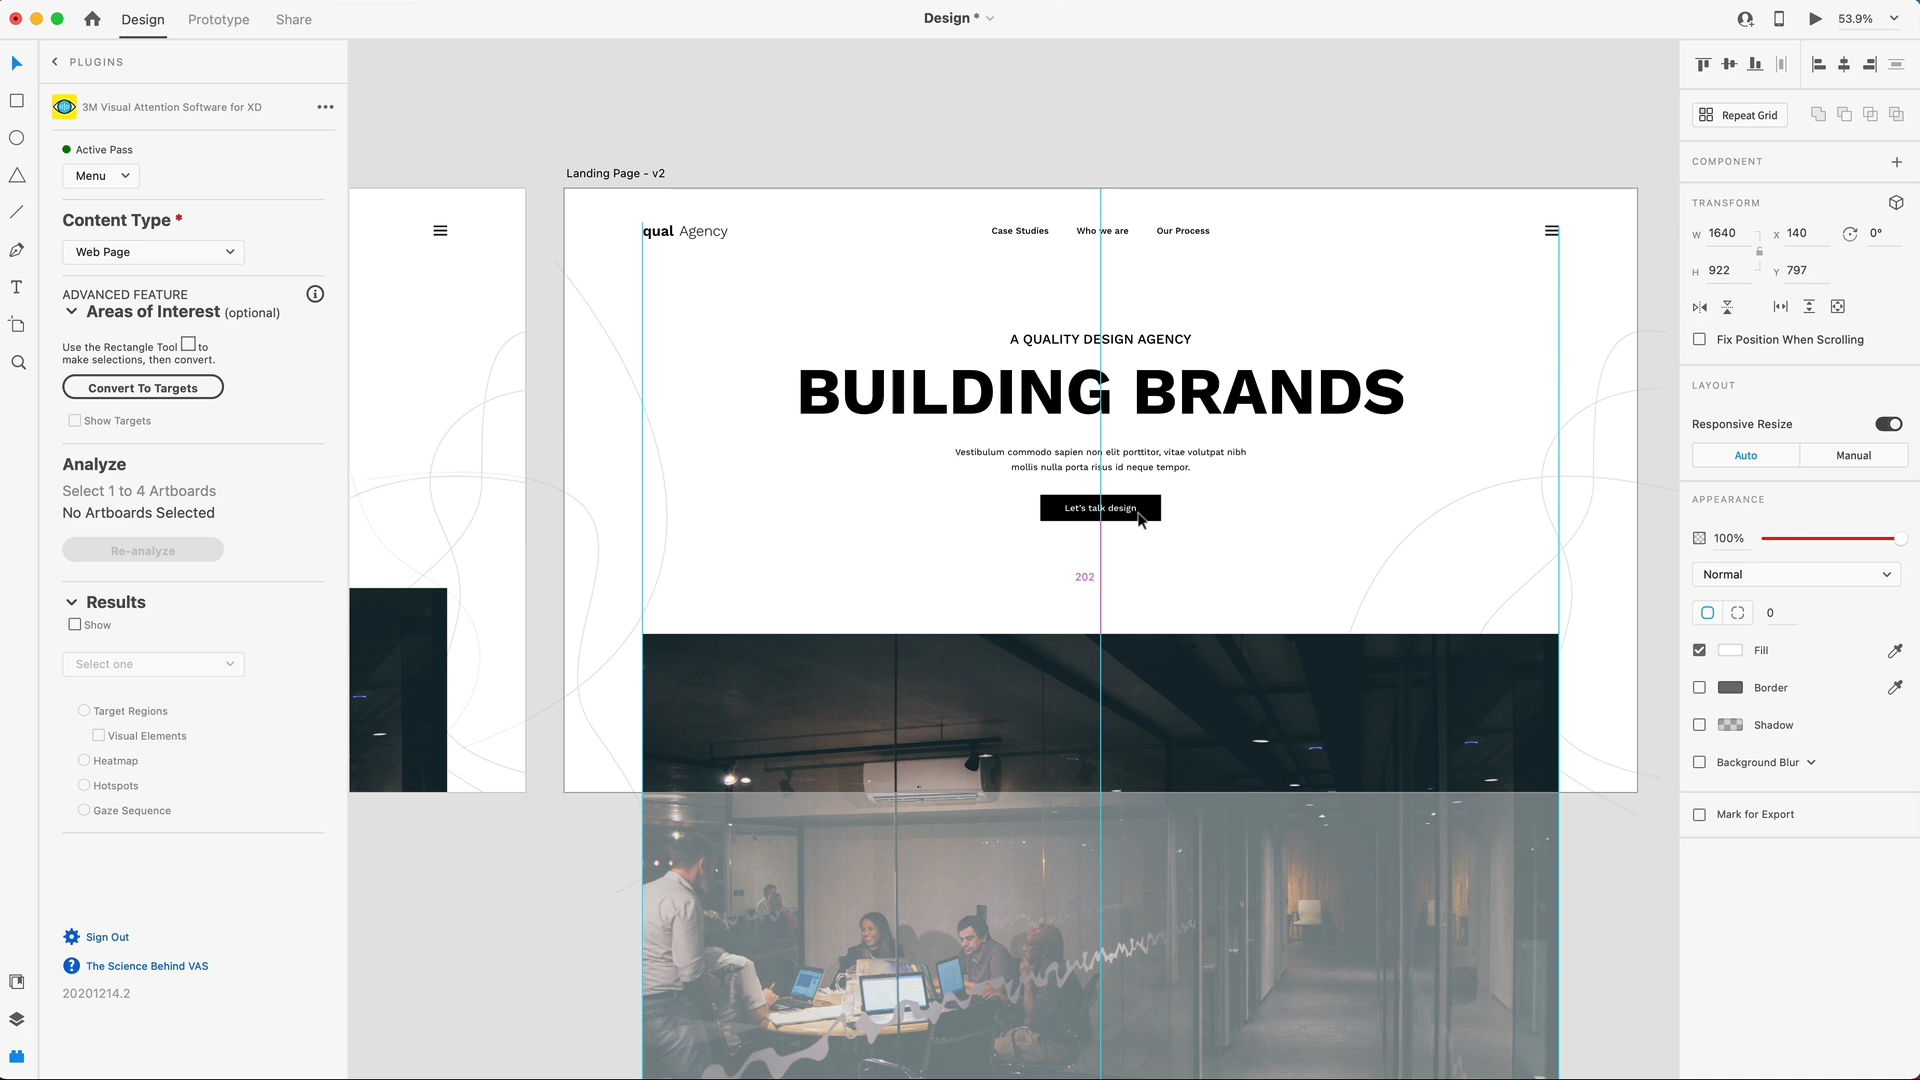 Design
Prototype
Share
Design *
53.9%
PLUGINS
3M Visual Attention Software for XD
Active Pass
Menu
Content Type *
Web Page
ADVANCED FEATURE
Areas of Interest (optional)
Use the Rectangle Tool to
make selections, then convert.
Convert To Targets
Show Targets
Analyze
Select 1 to 4 Artboards
No Artboards Selected
Re-analyze
Results
Show
Select one
Target Regions
Visual Elements
Heatmap
Hotspots
Gaze Sequence
Sign Out
? The Science Behind VAS
20201214.2
Landing Page - v2
qual Agency
Case Studies
Who we are
Our Process
A QUALITY DESIGN AGENCY
BUILDING BRANDS
Vestibulum commodo sapien non elit porttitor, vitae volutpat nibh
mollis nulla porta risus id neque tempor.
Let's talk design
202
Repeat Grid
COMPONENT
TRANSFORM
W 1640
X 140
0°
H 922
Y 797
Fix Position When Scrolling
LAYOUT
Responsive Resize
Auto
Manual
APPEARANCE
100%
Normal
0
Fill
Border
Shadow
Background Blur
Mark for Export